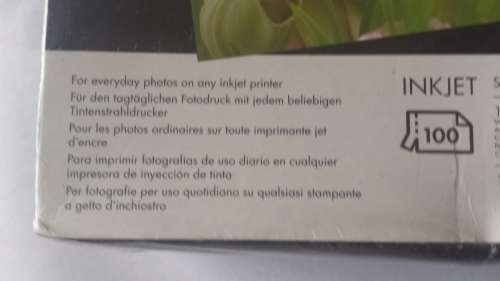 For everyday photos on any inkjet printer
Für den tagtäglichen Fotodruck mit jedem beliebigen
Tintenstrahldrucker
Pour les photos ordinaires sur toute imprimante jet
d'encre
Para imprimir fotografías de uso diario en cualquier
impresora de inyección de tinta
Per fotografie per uso quotidiano su qualsiasi stampante
a getto d'inchiostro
INKJET
100